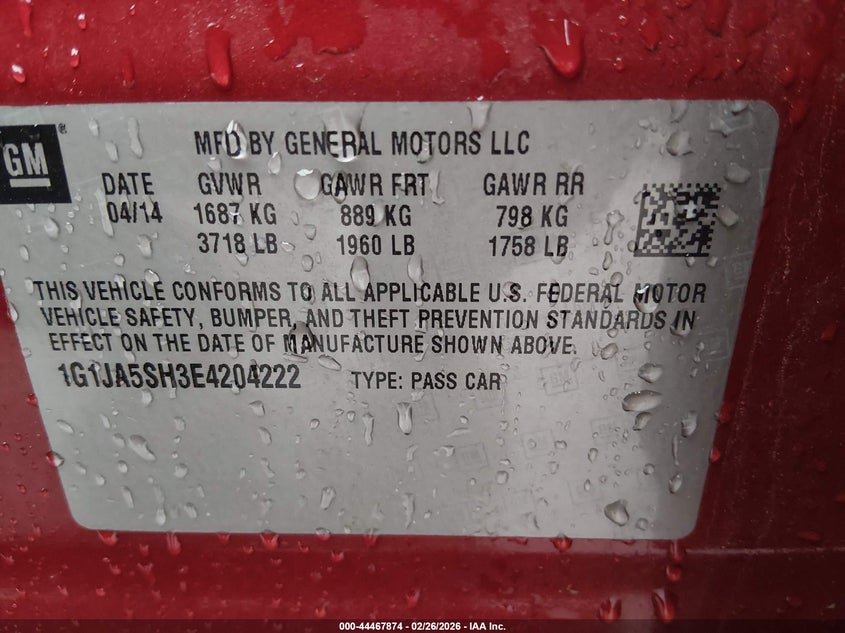 GM ®
MFD BY GENERAL MOTORS LLC
DATE GVWR GAWR FRT GAWR RR
04/14 1687 KG 889 KG 798 KG
3718 LB 1960 LB 1758 LB
THIS VEHICLE CONFORMS TO ALL APPLICABLE U.S. FEDERAL MOTOR
VEHICLE SAFETY, BUMPER, AND THEFT PREVENTION STANDARDS IN
EFFECT ON THE DATE OF MANUFACTURE SHOWN ABOVE.
1G1JA5SH3E4204222 TYPE: PASS CAR
000-44467874 - 02/26/2026 - IAA Inc.